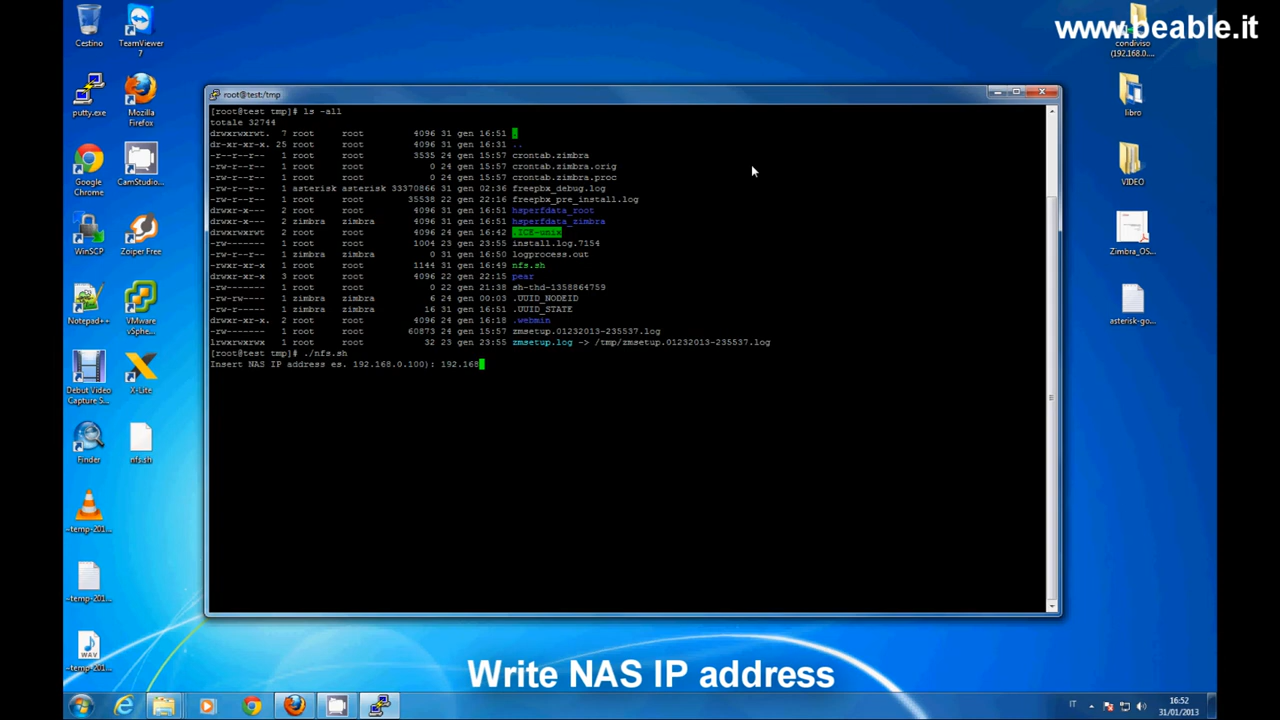 www.beable.it
Cestino
TeamViewer
7
putty.exe
Mozilla
Firefox
Google
Chrome
CamStudio...
WinSCP
Zoiper Free
Notepad++
VMware
vSphe...
Debut Video
Capture S...
X-Lite
Finder
nfs.sh
~temp-201...
~temp-201...
WAV
~temp-201...
condiviso
(192.168.0....
libro
VIDEO
Zimbra_OS...
asterisk-go...
root@test:/tmp
[root@test tmp]# ls -all
totale 32744
drwxrwxrwt. 7 root root 4096 31 gen 16:51 .
dr-xr-xr-x. 25 root root 4096 31 gen 16:31 ..
-r--r--r-- 1 root root 3535 24 gen 15:57 crontab.zimbra
-rw-r--r-- 1 root root 0 24 gen 15:57 crontab.zimbra.orig
-rw-r--r-- 1 root root 0 24 gen 15:57 crontab.zimbra.proc
-rw-r--r-- 1 asterisk asterisk 33370866 31 gen 02:36 freepbx_debug.log
-rw-r--r-- 1 root root 35538 22 gen 22:16 freepbx_pre_install.log
drwxr-x--- 2 root root 4096 31 gen 16:51 hsperfdata_root
drwxr-x--- 2 zimbra zimbra 4096 31 gen 16:51 hsperfdata_zimbra
drwxrwxrwt 2 root root 4096 24 gen 16:42 .ICE-unix
-rw------- 1 root root 1004 23 gen 23:55 install.log.7154
-rw-r----- 1 zimbra zimbra 0 31 gen 16:50 logprocess.out
-rwxr-xr-x 1 root root 1144 31 gen 16:49 nfs.sh
drwxr-xr-x 3 root root 4096 22 gen 22:15 pear
-rw------- 1 root root 0 22 gen 21:38 sh-thd-1358864759
-rw-rw---- 1 zimbra zimbra 6 24 gen 00:03 .UUID_NODEID
-rw-rw---- 1 zimbra zimbra 16 31 gen 16:51 .UUID_STATE
drwxr-xr-x. 2 root root 4096 24 gen 16:18 .webmin
-rw------- 1 root root 60873 24 gen 15:57 zmsetup.01232013-235537.log
lrwxrwxrwx 1 root root 32 23 gen 23:55 zmsetup.log -> /tmp/zmsetup.01232013-235537.log
[root@test tmp]# ./nfs.sh
Insert NAS IP address es. 192.168.0.100): 192.168
Write NAS IP address
IT
16:52
31/01/2013